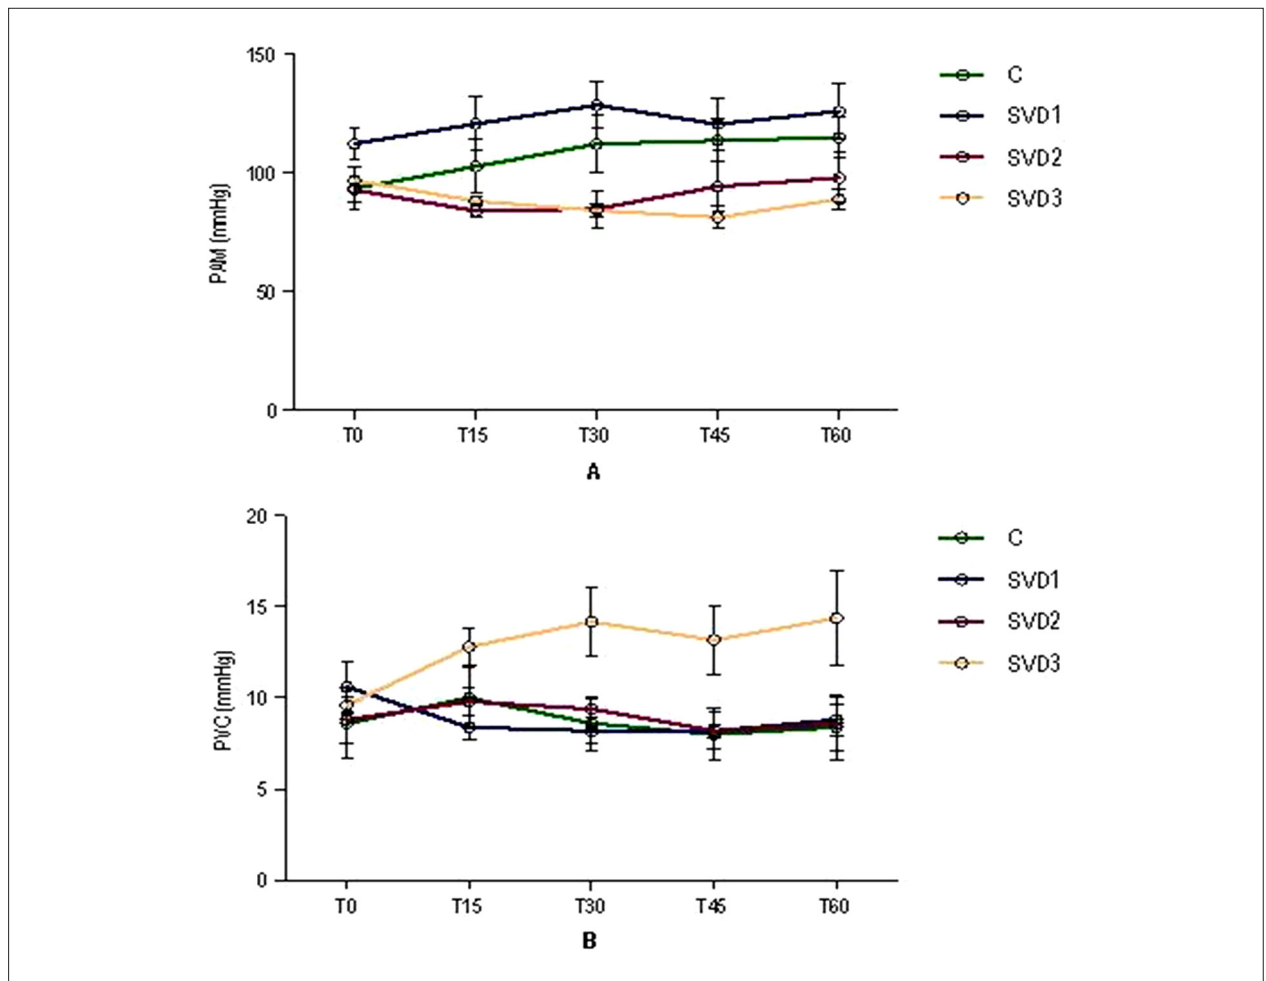 150
100
50
0
PAM (mmHg)
T0 T15 T30 T45 T60
A
C
SVD1
SVD2
SVD3
20
15
10
5
0
PVC (mmHg)
T0 T15 T30 T45 T60
B
C
SVD1
SVD2
SVD3